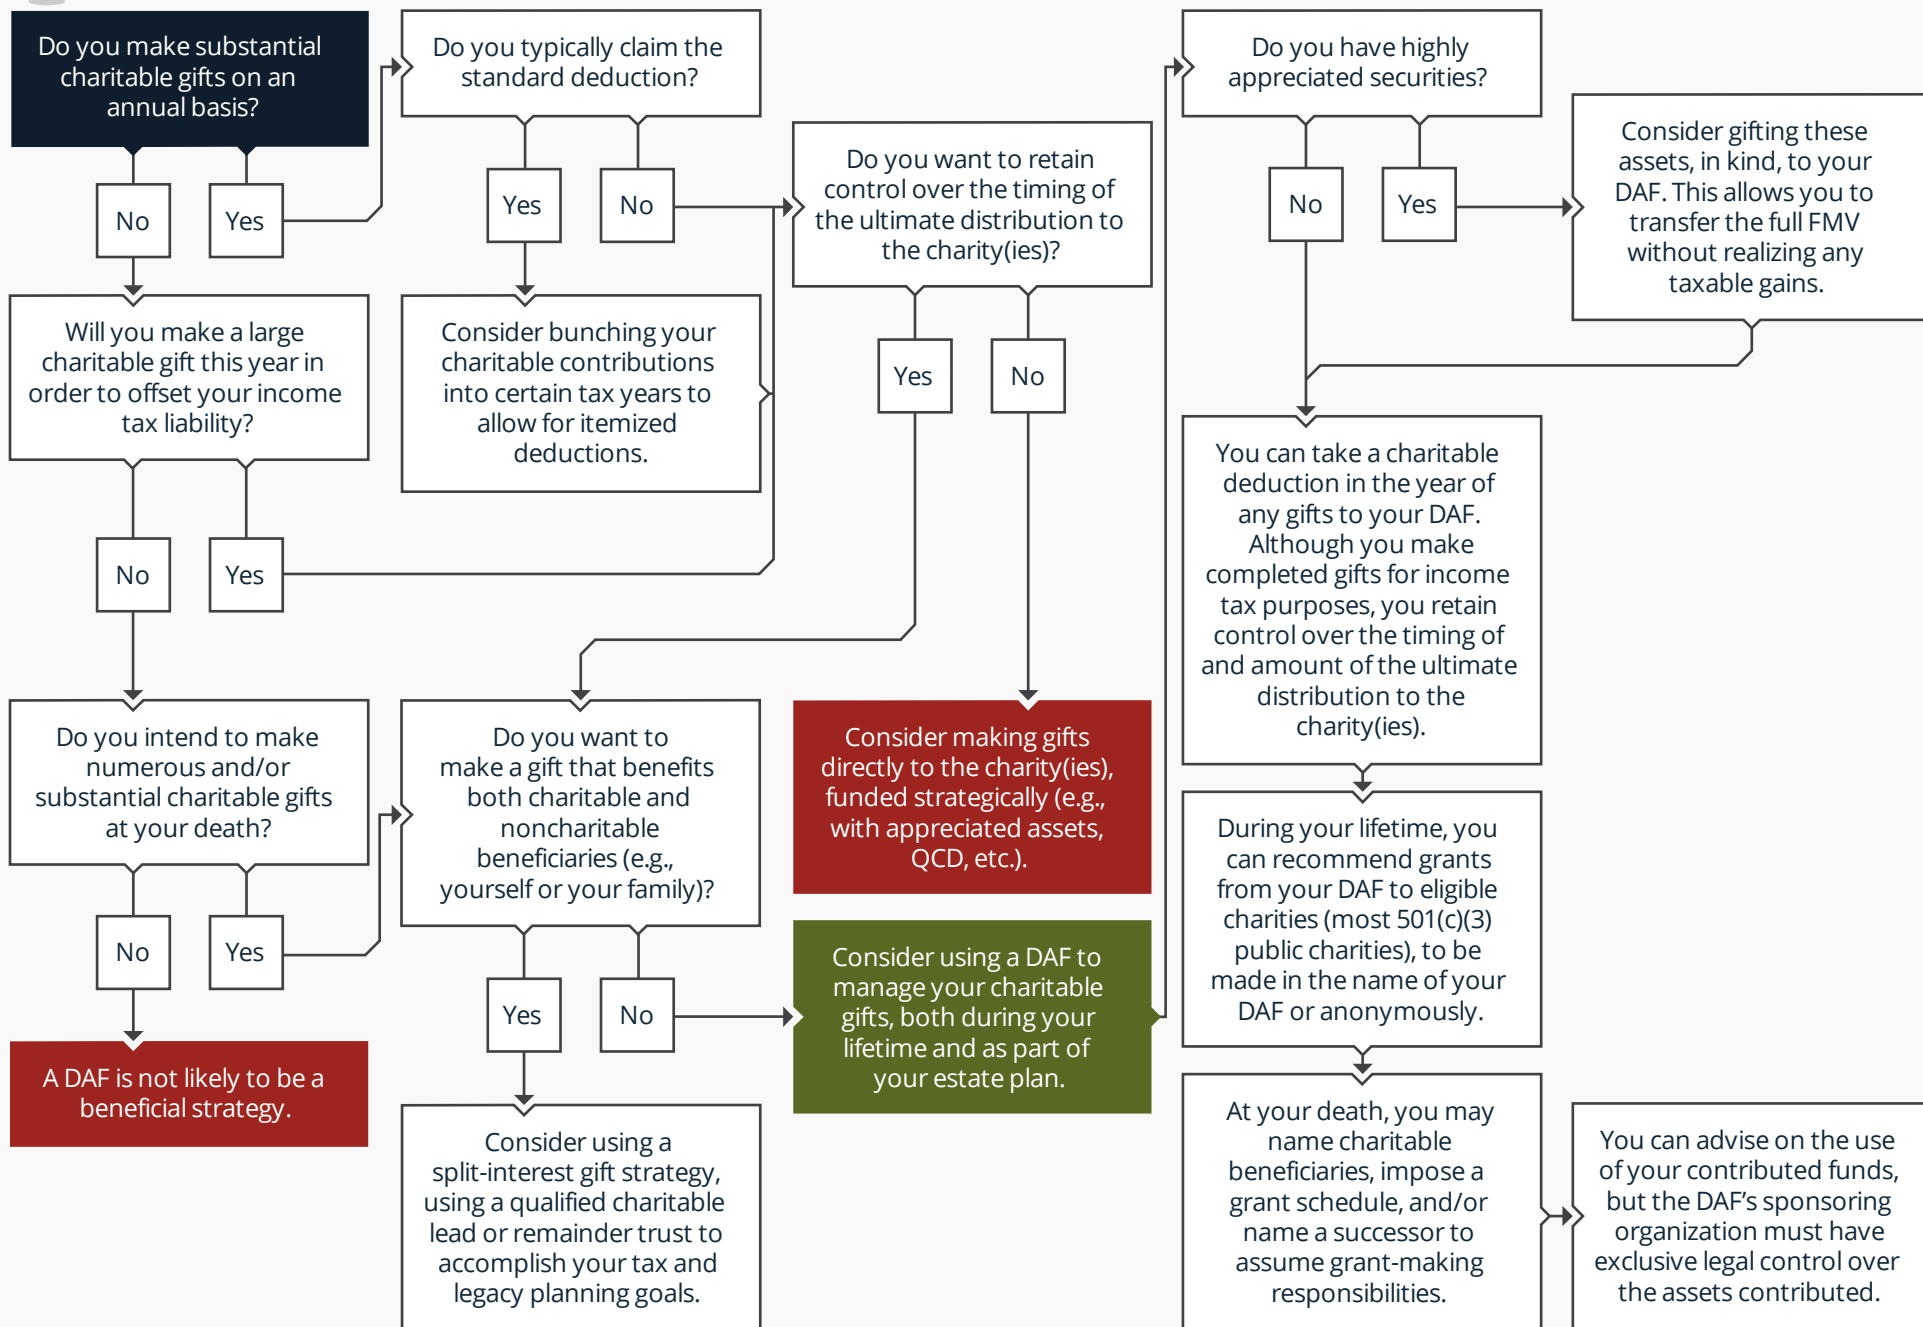 Do you make substantial
charitable gifts on an
annual basis?
No
Yes
Will you make a large
charitable gift this year in
order to offset your income
tax liability?
No
Yes
Do you intend to make
numerous and/or
substantial charitable gifts
at your death?
No
Yes
A DAF is not likely to be a
beneficial strategy.
Do you typically claim the
standard deduction?
Yes
No
Consider bunching your
charitable contributions
into certain tax years to
allow for itemized
deductions.
Do you want to retain
control over the timing of
the ultimate distribution to
the charity(ies)?
Yes
No
Do you want to
make a gift that benefits
both charitable and
noncharitable
beneficiaries (e.g.,
yourself or your family)?
Yes
No
Consider using a
split-interest gift strategy,
using a qualified charitable
lead or remainder trust to
accomplish your tax and
legacy planning goals.
Consider making gifts
directly to the charity(ies),
funded strategically (e.g.,
with appreciated assets,
QCD, etc.).
Consider using a DAF to
manage your charitable
gifts, both during your
lifetime and as part of
your estate plan.
Do you have highly
appreciated securities?
No
Yes
Consider gifting these
assets, in kind, to your
DAF. This allows you to
transfer the full FMV
without realizing any
taxable gains.
You can take a charitable
deduction in the year of
any gifts to your DAF.
Although you make
completed gifts for income
tax purposes, you retain
control over the timing of
and amount of the ultimate
distribution to the
charity(ies).
During your lifetime, you
can recommend grants
from your DAF to eligible
charities (most 501(c)(3)
public charities), to be
made in the name of your
DAF or anonymously.
At your death, you may
name charitable
beneficiaries, impose a
grant schedule, and/or
name a successor to
assume grant-making
responsibilities.
You can advise on the use
of your contributed funds,
but the DAF’s sponsoring
organization must have
exclusive legal control over
the assets contributed.